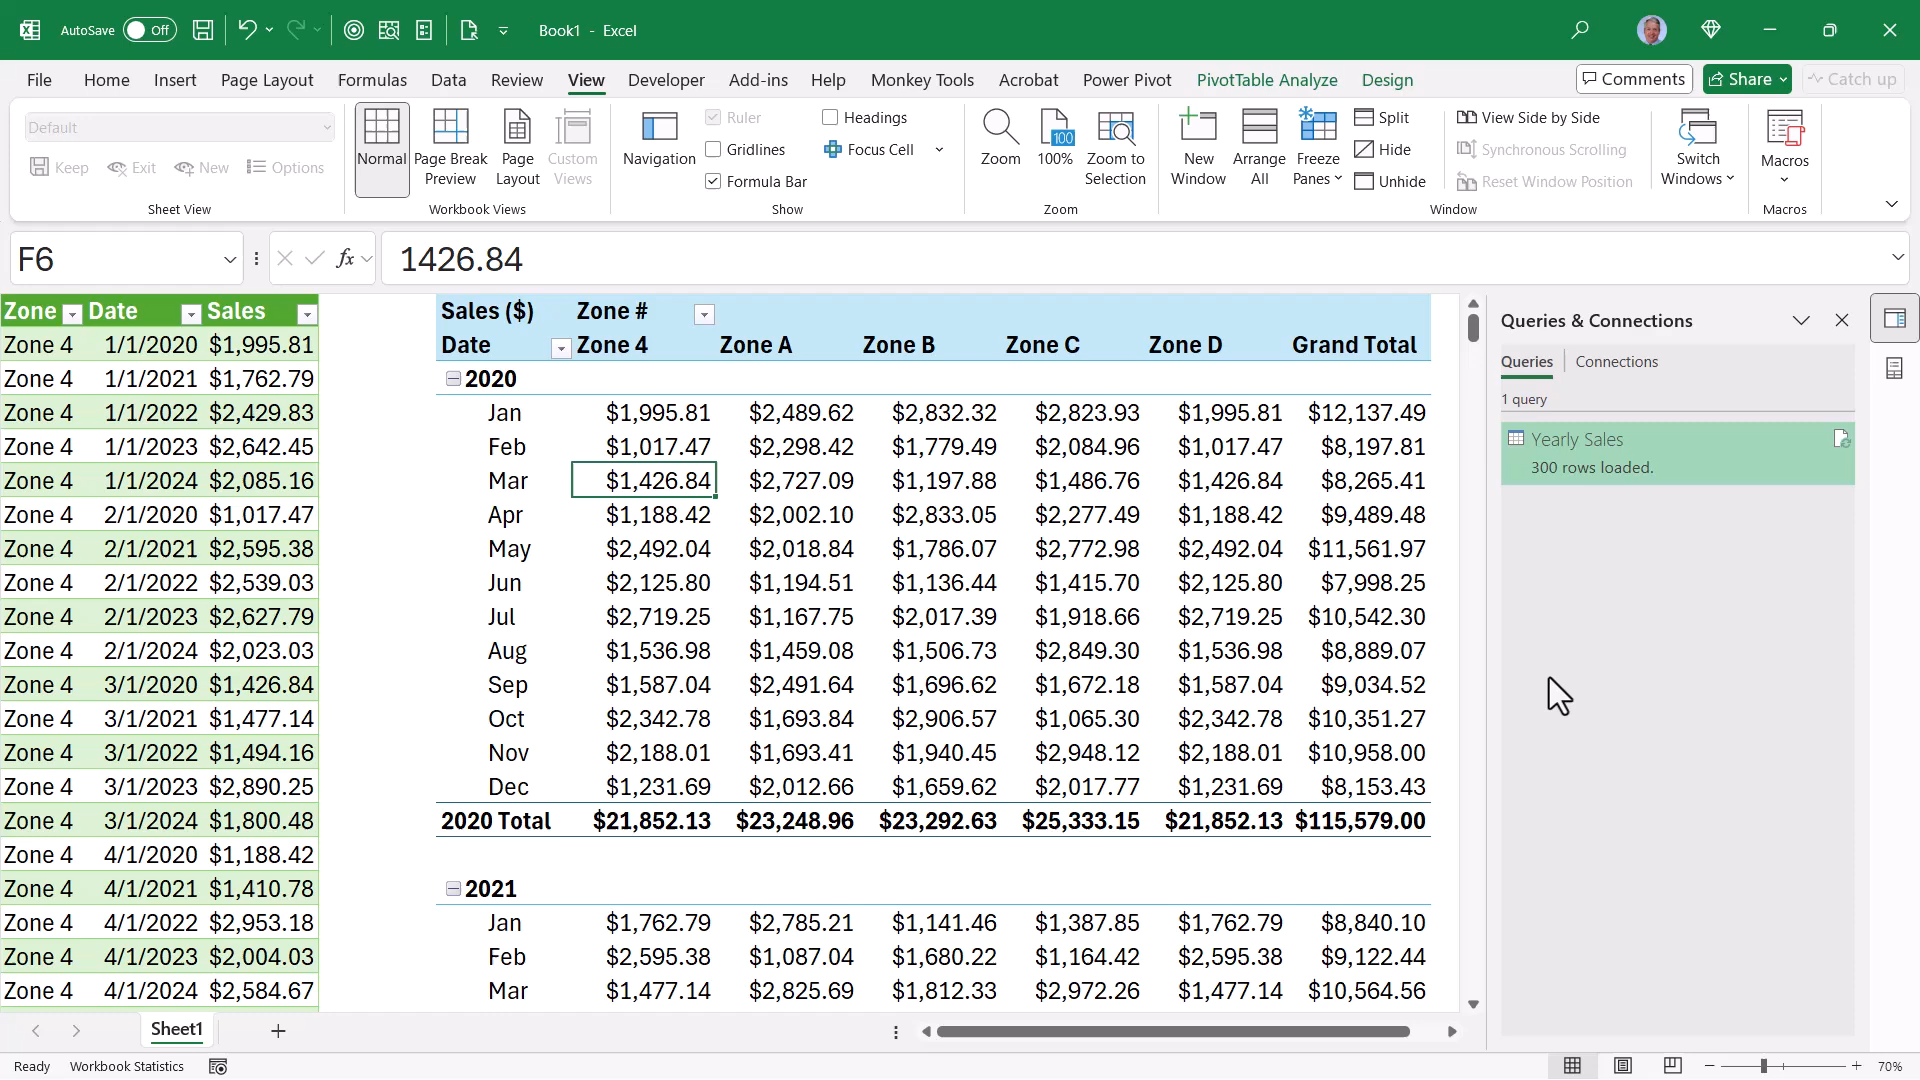 AutoSave Off Book1 - Excel
File Home Insert Page Layout Formulas Data Review View Developer Add-ins Help Monkey Tools Acrobat Power Pivot PivotTable Analyze Design Comments Share Catch up
Default
Keep Exit New Options
Sheet View
Normal Page Break Preview Page Layout Custom Views
Workbook Views
Navigation
Ruler
Gridlines
Formula Bar
Headings
Focus Cell
Show
Zoom 100% Zoom to Selection
Zoom
New Window Arrange All Freeze Panes
Split
Hide
Unhide
View Side by Side
Synchronous Scrolling
Reset Window Position
Switch Windows
Window
Macros
Macros
F6 fx 1426.84
Zone Date Sales
Zone 4 1/1/2020 $1,995.81
Zone 4 1/1/2021 $1,762.79
Zone 4 1/1/2022 $2,429.83
Zone 4 1/1/2023 $2,642.45
Zone 4 1/1/2024 $2,085.16
Zone 4 2/1/2020 $1,017.47
Zone 4 2/1/2021 $2,595.38
Zone 4 2/1/2022 $2,539.03
Zone 4 2/1/2023 $2,627.79
Zone 4 2/1/2024 $2,023.03
Zone 4 3/1/2020 $1,426.84
Zone 4 3/1/2021 $1,477.14
Zone 4 3/1/2022 $1,494.16
Zone 4 3/1/2023 $2,890.25
Zone 4 3/1/2024 $1,800.48
Zone 4 4/1/2020 $1,188.42
Zone 4 4/1/2021 $1,410.78
Zone 4 4/1/2022 $2,953.18
Zone 4 4/1/2023 $2,004.03
Zone 4 4/1/2024 $2,584.67
Sales ($) Zone #
Date Zone 4 Zone A Zone B Zone C Zone D Grand Total
2020
Jan $1,995.81 $2,489.62 $2,832.32 $2,823.93 $1,995.81 $12,137.49
Feb $1,017.47 $2,298.42 $1,779.49 $2,084.96 $1,017.47 $8,197.81
Mar $1,426.84 $2,727.09 $1,197.88 $1,486.76 $1,426.84 $8,265.41
Apr $1,188.42 $2,002.10 $2,833.05 $2,277.49 $1,188.42 $9,489.48
May $2,492.04 $2,018.84 $1,786.07 $2,772.98 $2,492.04 $11,561.97
Jun $2,125.80 $1,194.51 $1,136.44 $1,415.70 $2,125.80 $7,998.25
Jul $2,719.25 $1,167.75 $2,017.39 $1,918.66 $2,719.25 $10,542.30
Aug $1,536.98 $1,459.08 $1,506.73 $2,849.30 $1,536.98 $8,889.07
Sep $1,587.04 $2,491.64 $1,696.62 $1,672.18 $1,587.04 $9,034.52
Oct $2,342.78 $1,693.84 $2,906.57 $1,065.30 $2,342.78 $10,351.27
Nov $2,188.01 $1,693.41 $1,940.45 $2,948.12 $2,188.01 $10,958.00
Dec $1,231.69 $2,012.66 $1,659.62 $2,017.77 $1,231.69 $8,153.43
2020 Total $21,852.13 $23,248.96 $23,292.63 $25,333.15 $21,852.13 $115,579.00
2021
Jan $1,762.79 $2,785.21 $1,141.46 $1,387.85 $1,762.79 $8,840.10
Feb $2,595.38 $1,087.04 $1,680.22 $1,164.42 $2,595.38 $9,122.44
Mar $1,477.14 $2,825.69 $1,812.33 $2,972.26 $1,477.14 $10,564.56
Queries & Connections
Queries Connections
1 query
Yearly Sales
300 rows loaded.
Sheet1
Ready Workbook Statistics 70%